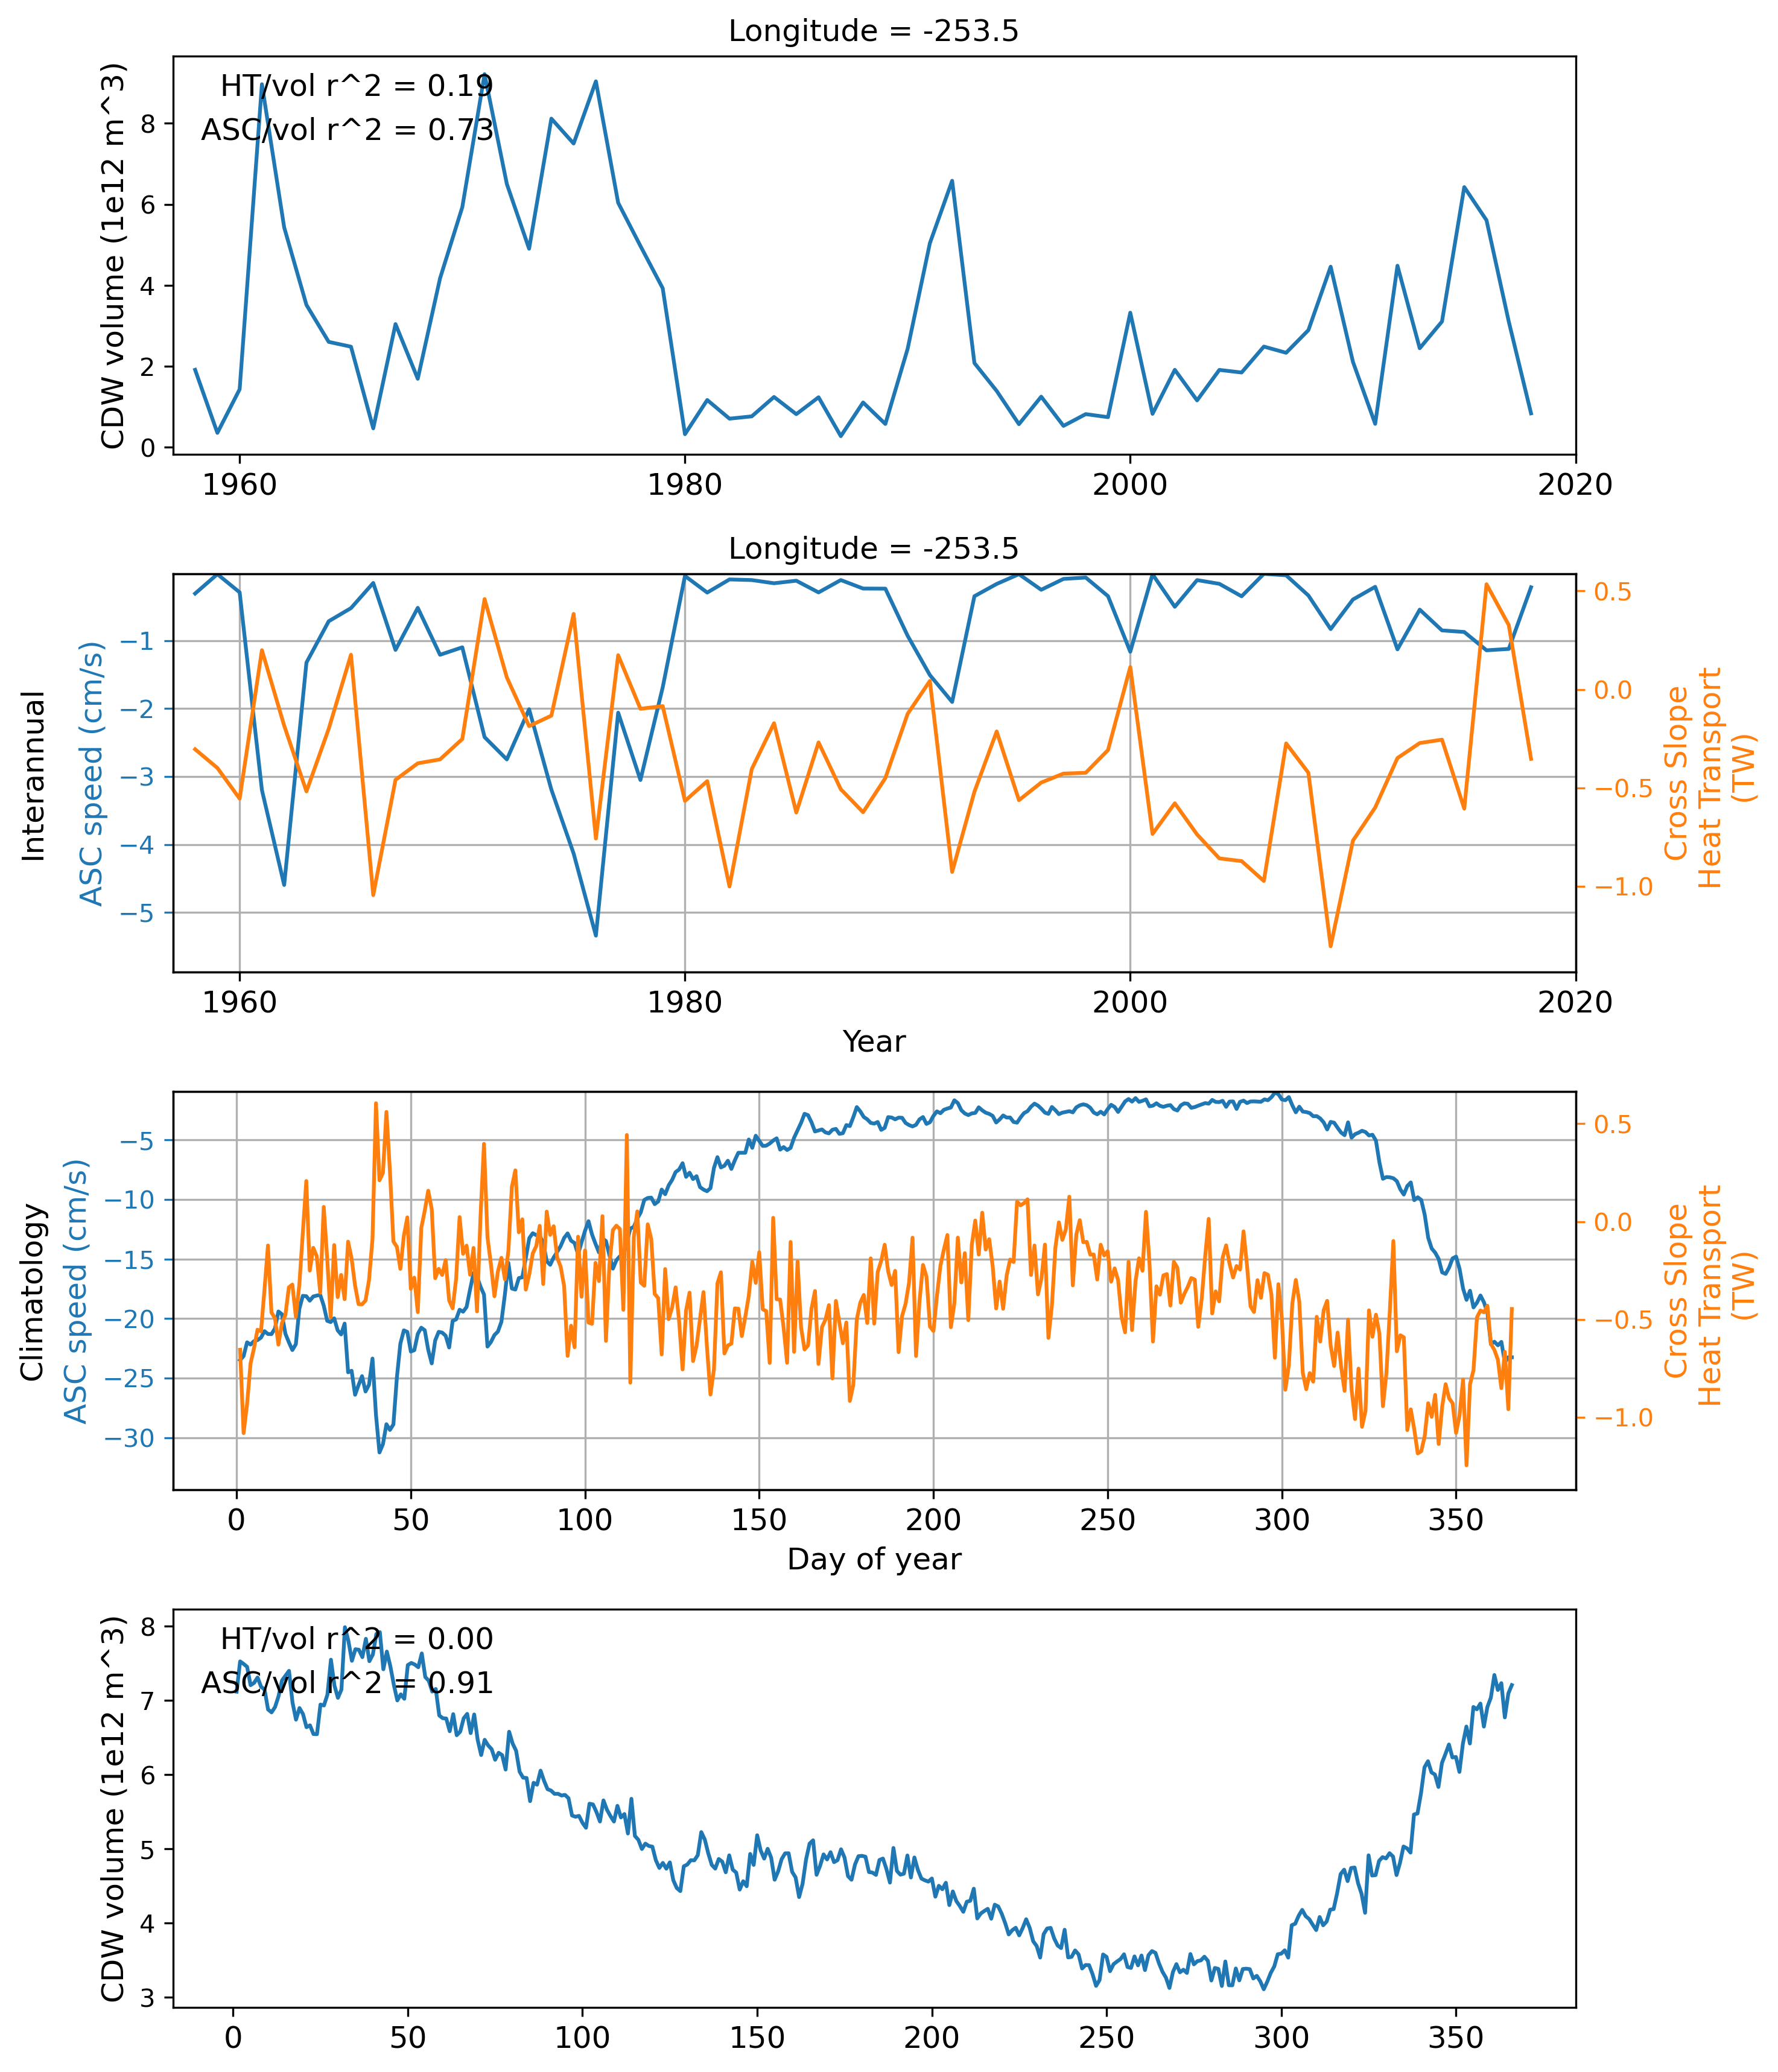 Longitude = -253.5
CDW volume (1e12 m^3)
HT/vol r^2 = 0.19
ASC/vol r^2 = 0.73
8
6
4
2
0
1960 1980 2000 2020
Longitude = -253.5
Interannual
ASC speed (cm/s)
−1
−2
−3
−4
−5
0.5
0.0
−0.5
−1.0
Cross Slope
Heat Transport
(TW)
1960 1980 2000 2020
Year
Climatology
ASC speed (cm/s)
−5
−10
−15
−20
−25
−30
0.5
0.0
−0.5
−1.0
Cross Slope
Heat Transport
(TW)
0 50 100 150 200 250 300 350
Day of year
CDW volume (1e12 m^3)
HT/vol r^2 = 0.00
ASC/vol r^2 = 0.91
8
7
6
5
4
3
0 50 100 150 200 250 300 350